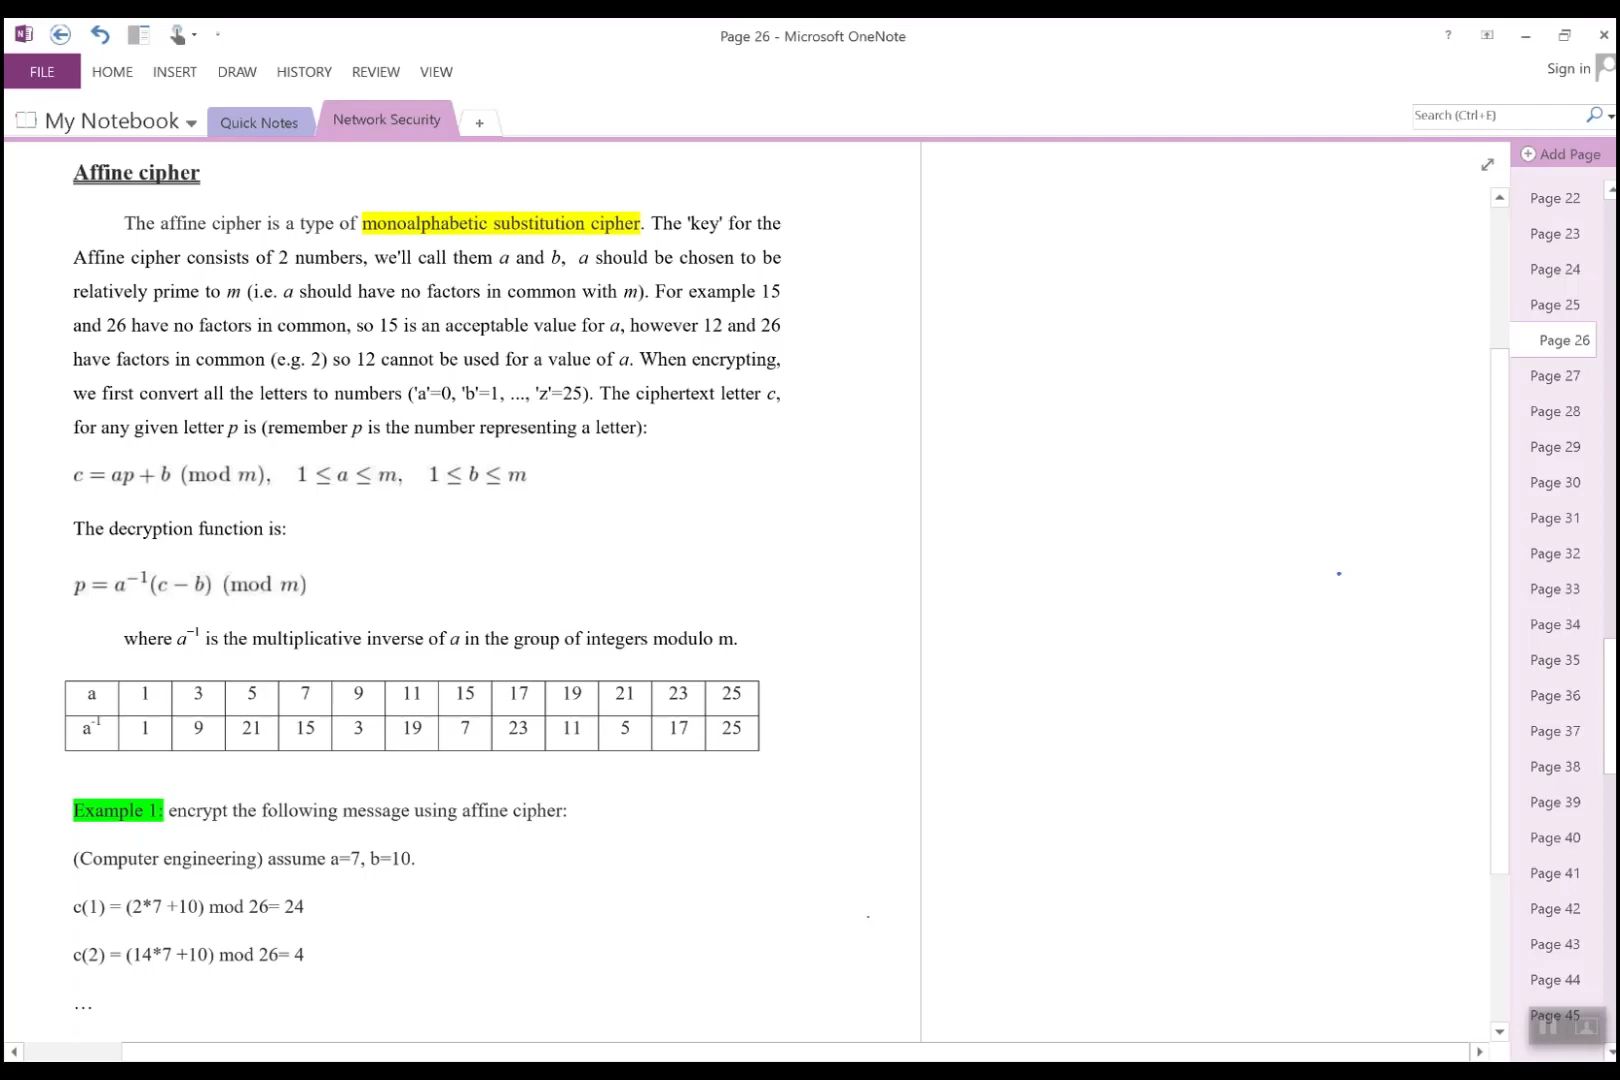 Page 26 - Microsoft OneNote
?
FILE HOME INSERT DRAW HISTORY REVIEW VIEW
Sign in
My Notebook Quick Notes Network Security +
Search (Ctrl+E)
Add Page
Affine cipher
The affine cipher is a type of monoalphabetic substitution cipher. The 'key' for the
Affine cipher consists of 2 numbers, we'll call them a and b, a should be chosen to be
relatively prime to m (i.e. a should have no factors in common with m). For example 15
and 26 have no factors in common, so 15 is an acceptable value for a, however 12 and 26
have factors in common (e.g. 2) so 12 cannot be used for a value of a. When encrypting,
we first convert all the letters to numbers ('a'=0, 'b'=1, ..., 'z'=25). The ciphertext letter c,
for any given letter p is (remember p is the number representing a letter):
c = ap + b (mod m), 1 ≤ a ≤ m, 1 ≤ b ≤ m
The decryption function is:
p = a⁻¹(c − b) (mod m)
where a⁻¹ is the multiplicative inverse of a in the group of integers modulo m.
a 1 3 5 7 9 11 15 17 19 21 23 25
a⁻¹ 1 9 21 15 3 19 7 23 11 5 17 25
Example 1: encrypt the following message using affine cipher:
(Computer engineering) assume a=7, b=10.
c(1) = (2*7 +10) mod 26= 24
c(2) = (14*7 +10) mod 26= 4
…
Page 22
Page 23
Page 24
Page 25
Page 26
Page 27
Page 28
Page 29
Page 30
Page 31
Page 32
Page 33
Page 34
Page 35
Page 36
Page 37
Page 38
Page 39
Page 40
Page 41
Page 42
Page 43
Page 44
Page 45